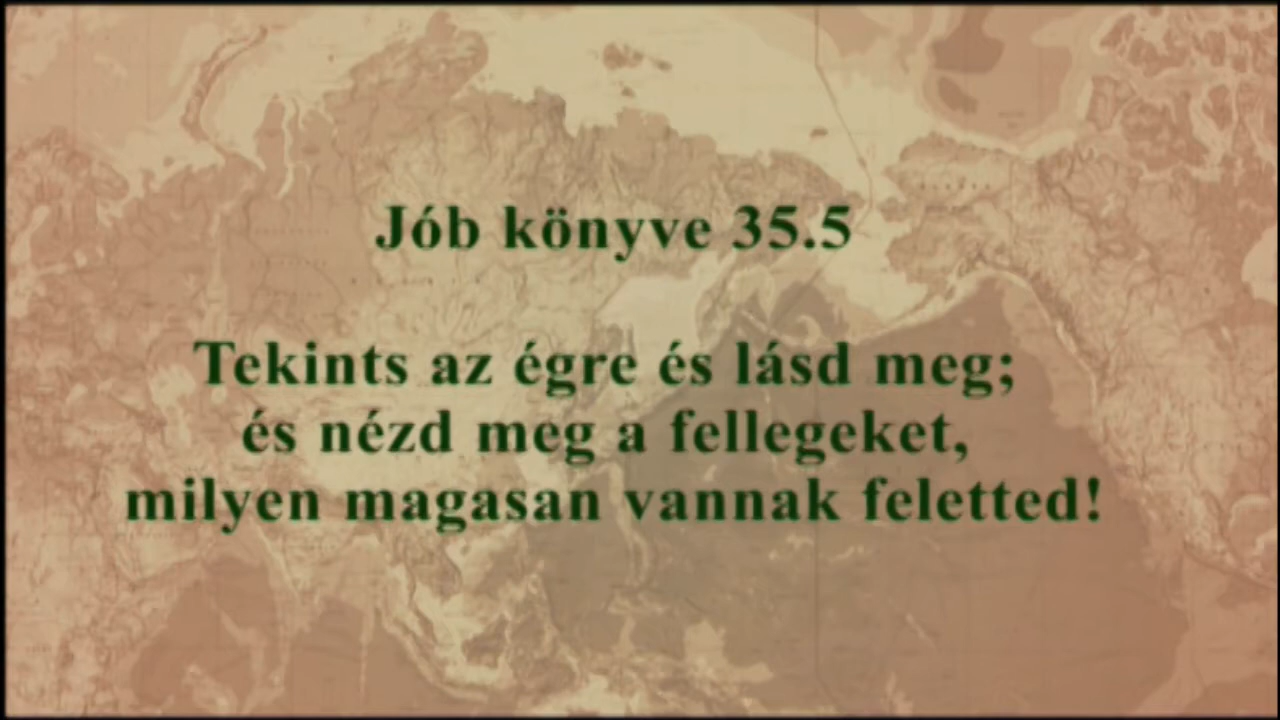 Jób könyve 35.5
Tekints az égre és lásd meg;
és nézd meg a fellegeket,
milyen magasan vannak feletted!